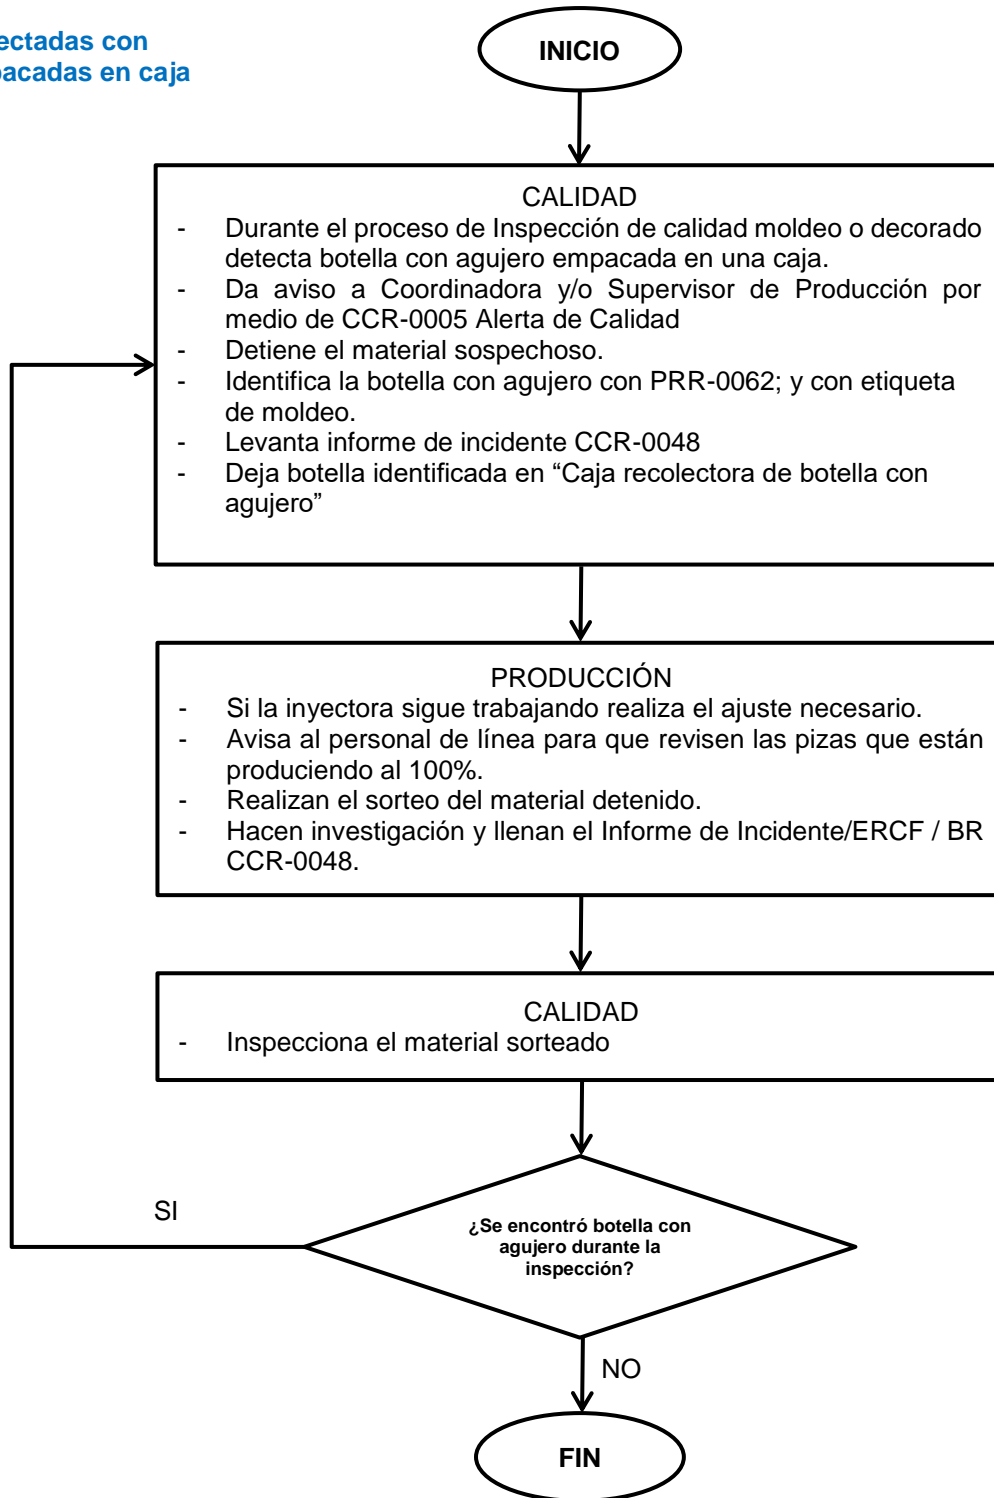 ectadas con
pacadas en caja
INICIO
CALIDAD
- Durante el proceso de Inspección de calidad moldeo o decorado
detecta botella con agujero empacada en una caja.
- Da aviso a Coordinadora y/o Supervisor de Producción por
medio de CCR-0005 Alerta de Calidad
- Detiene el material sospechoso.
- Identifica la botella con agujero con PRR-0062; y con etiqueta
de moldeo.
- Levanta informe de incidente CCR-0048
- Deja botella identificada en “Caja recolectora de botella con
agujero”
PRODUCCIÓN
- Si la inyectora sigue trabajando realiza el ajuste necesario.
- Avisa al personal de línea para que revisen las pizas que están
produciendo al 100%.
- Realizan el sorteo del material detenido.
- Hacen investigación y llenan el Informe de Incidente/ERCF / BR
CCR-0048.
CALIDAD
- Inspecciona el material sorteado
SI
¿Se encontró botella con
agujero durante la
inspección?
NO
FIN